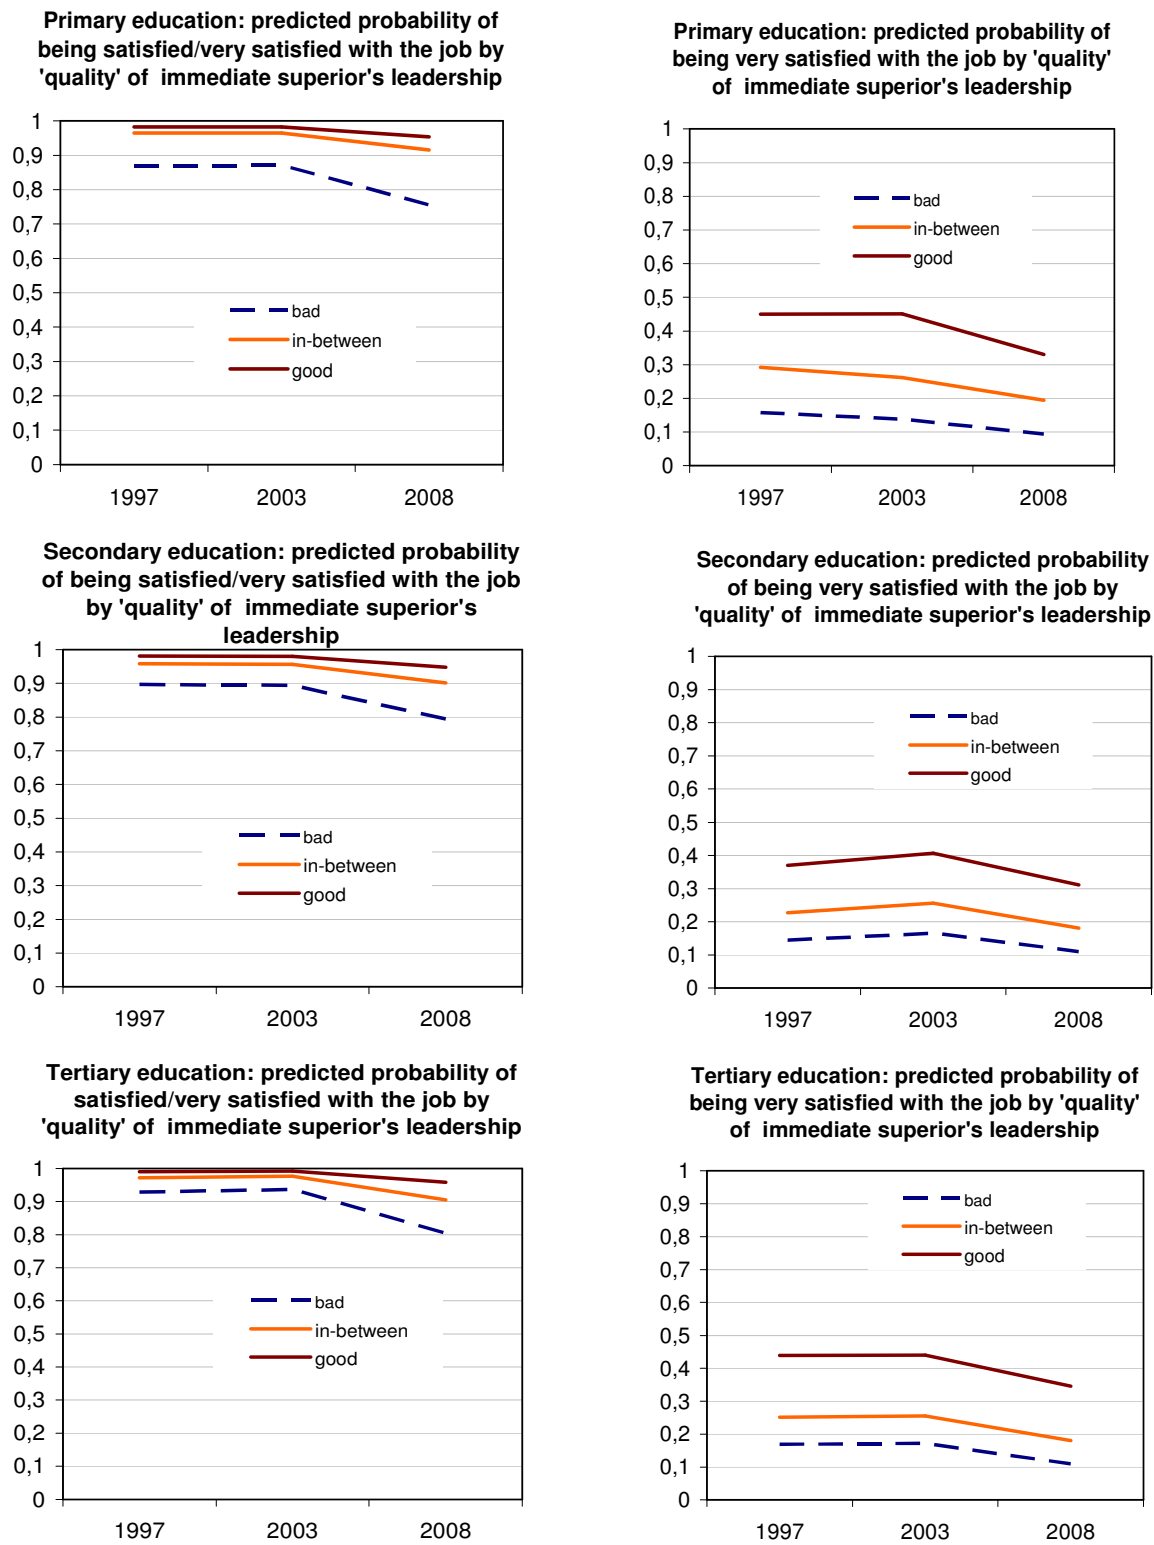 Primary education: predicted probability of
being satisfied/very satisfied with the job by
'quality' of immediate superior's leadership
1
0,9
0,8
0,7
0,6
0,5
0,4
0,3
0,2
0,1
0
bad
in-between
good
1997 2003 2008
Primary education: predicted probability of
being very satisfied with the job by 'quality'
of immediate superior's leadership
1
0,9
0,8
0,7
0,6
0,5
0,4
0,3
0,2
0,1
0
bad
in-between
good
1997 2003 2008
Secondary education: predicted probability
of being satisfied/very satisfied with the job
by 'quality' of immediate superior's
leadership
1
0,9
0,8
0,7
0,6
0,5
0,4
0,3
0,2
0,1
0
bad
in-between
good
1997 2003 2008
Secondary education: predicted probability
of being very satisfied with the job by
'quality' of immediate superior's leadership
1
0,9
0,8
0,7
0,6
0,5
0,4
0,3
0,2
0,1
0
bad
in-between
good
1997 2003 2008
Tertiary education: predicted probability of
satisfied/very satisfied with the job by
'quality' of immediate superior's leadership
1
0,9
0,8
0,7
0,6
0,5
0,4
0,3
0,2
0,1
0
bad
in-between
good
1997 2003 2008
Tertiary education: predicted probability of
being very satisfied with the job by 'quality'
of immediate superior's leadership
1
0,9
0,8
0,7
0,6
0,5
0,4
0,3
0,2
0,1
0
bad
in-between
good
1997 2003 2008